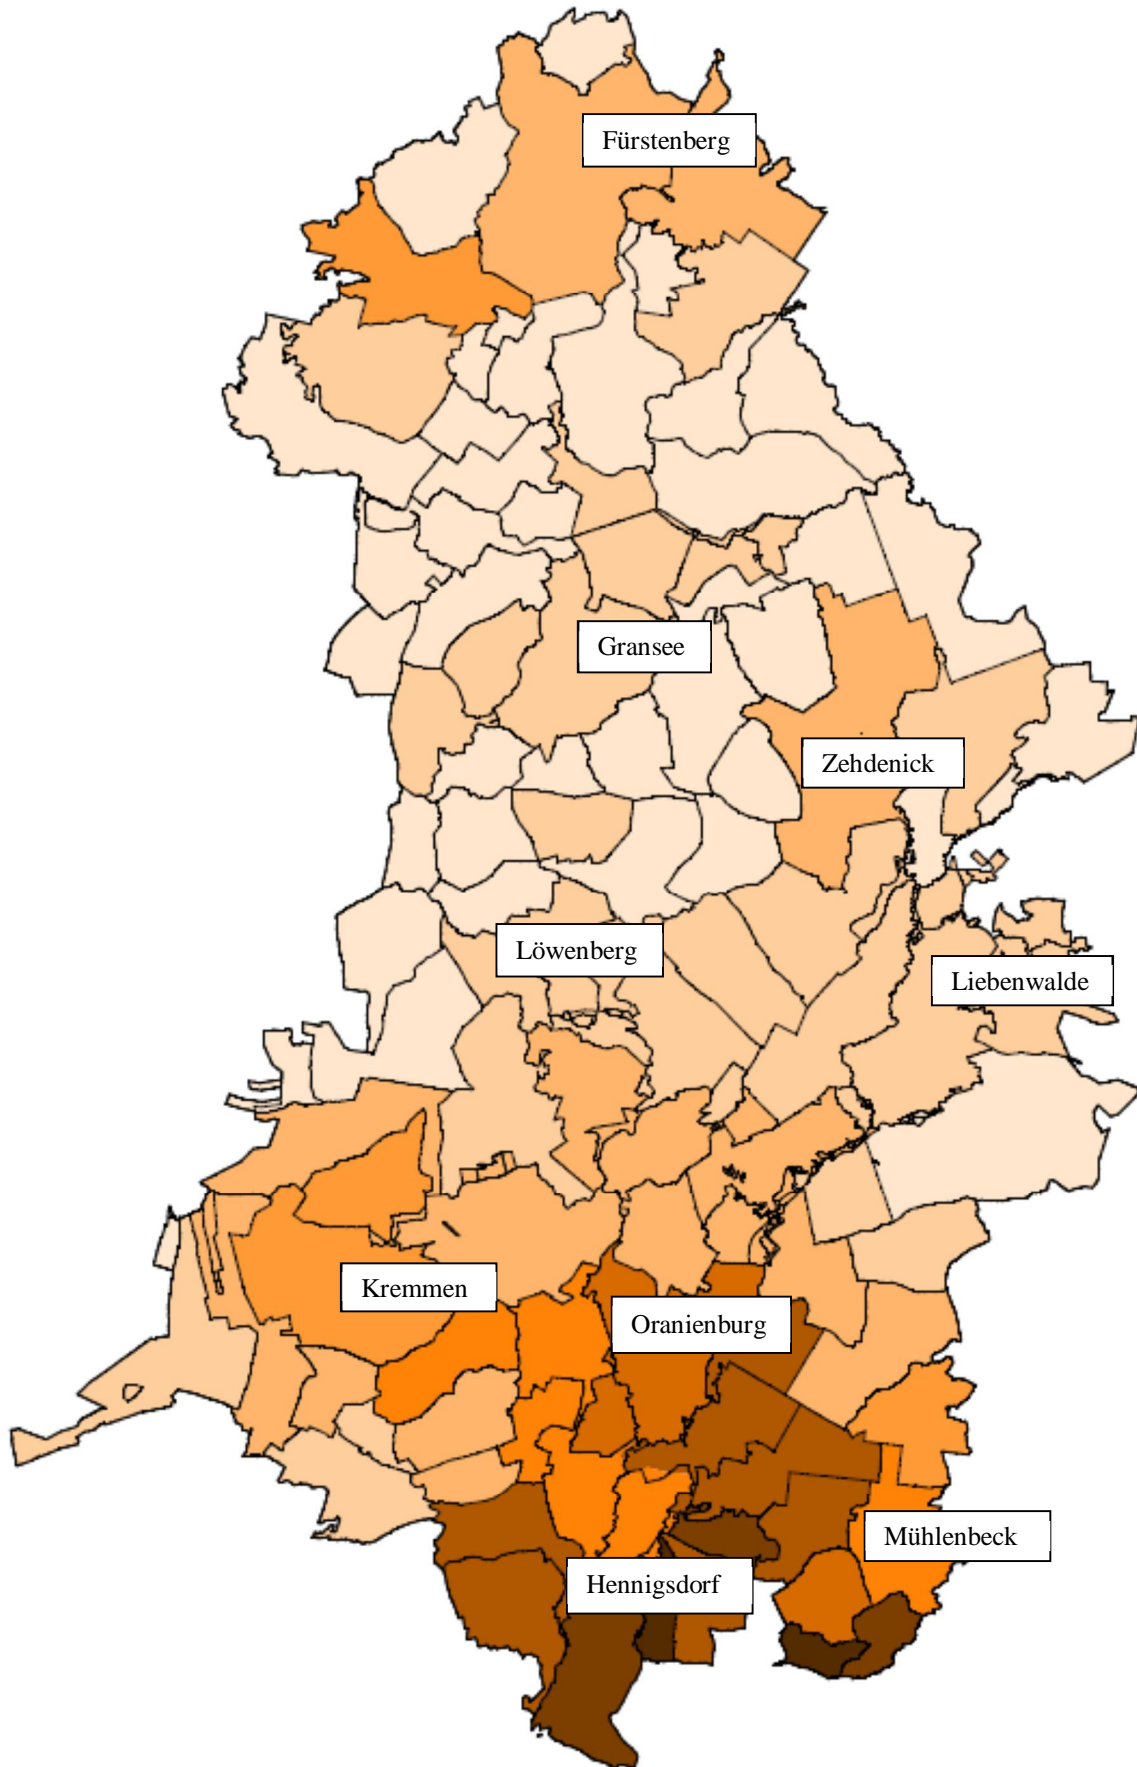 Fürstenberg
Gransee
Zehdenick
Löwenberg
Liebenwalde
Kremmen
Oranienburg
Mühlenbeck
Hennigsdorf